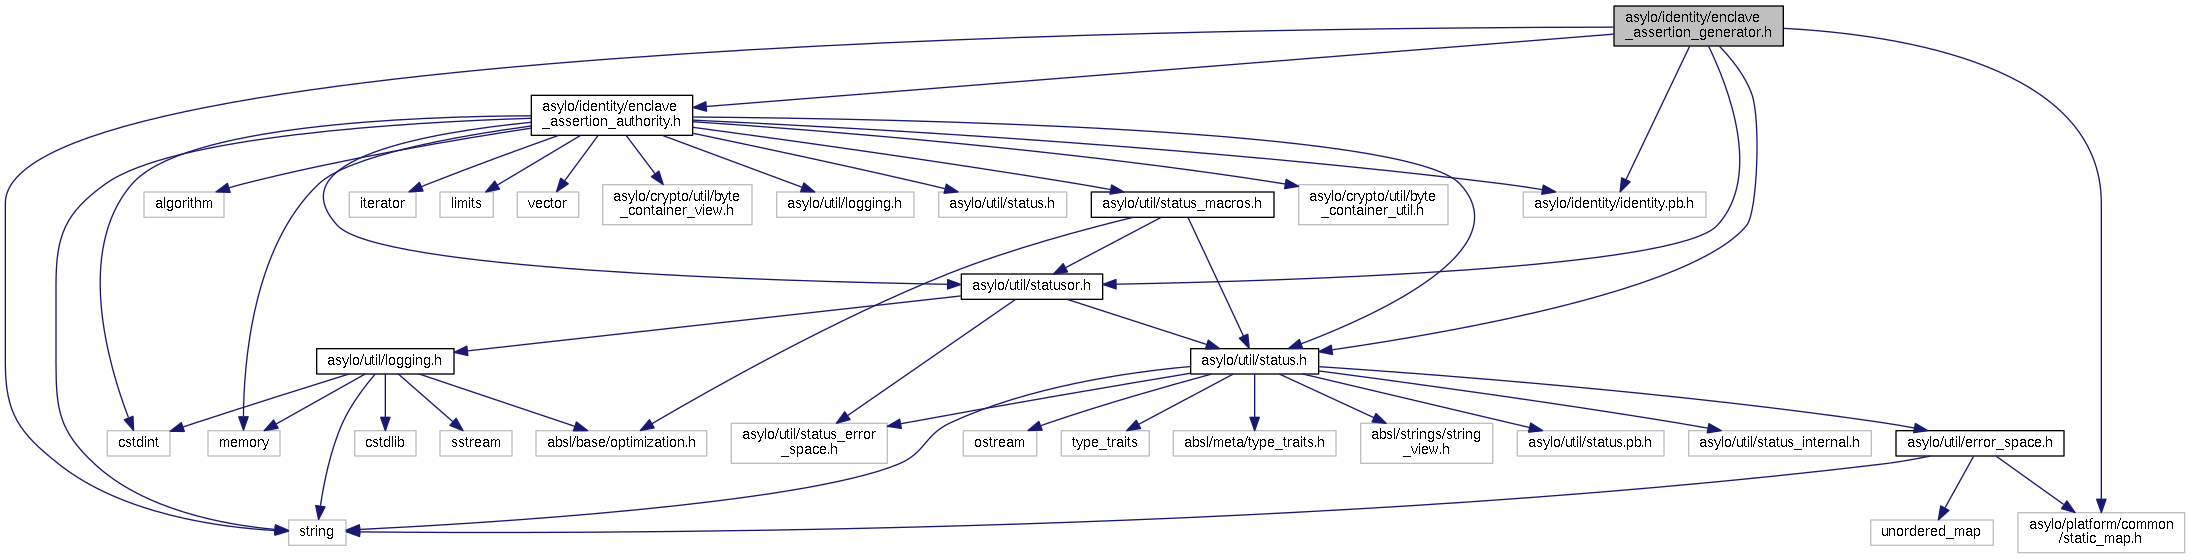 asylo/identity/enclave
_assertion_generator.h
asylo/identity/enclave
_assertion_authority.h
algorithm
iterator
limits
vector
asylo/crypto/util/byte
_container_view.h
asylo/util/logging.h
asylo/util/status.h
asylo/util/status_macros.h
asylo/crypto/util/byte
_container_util.h
asylo/identity/identity.pb.h
asylo/util/statusor.h
asylo/util/logging.h
asylo/util/status.h
cstdint
memory
cstdlib
sstream
absl/base/optimization.h
asylo/util/status_error
_space.h
ostream
type_traits
absl/meta/type_traits.h
absl/strings/string
_view.h
asylo/util/status.pb.h
asylo/util/status_internal.h
asylo/util/error_space.h
string
unordered_map
asylo/platform/common
/static_map.h